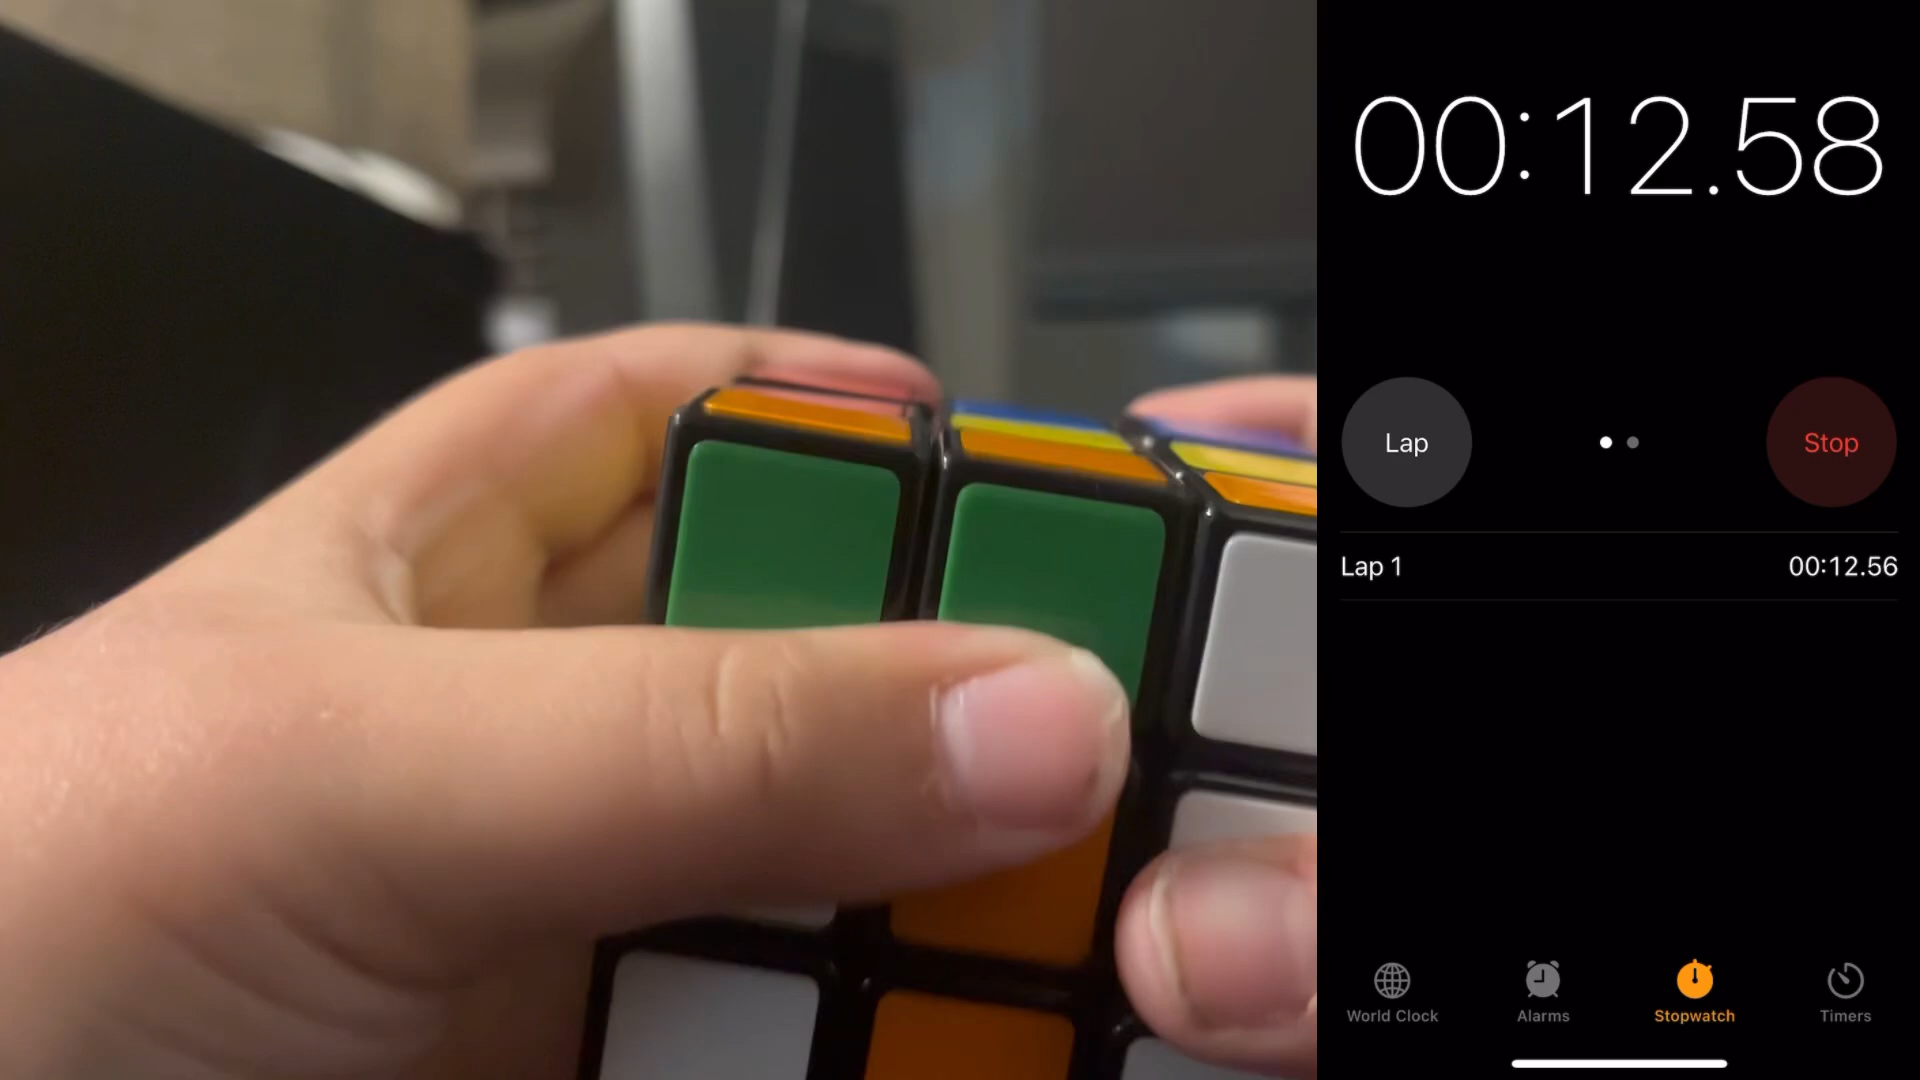 00:12.58
Lap
Stop
Lap 1 00:12.56
World Clock Alarms Stopwatch Timers